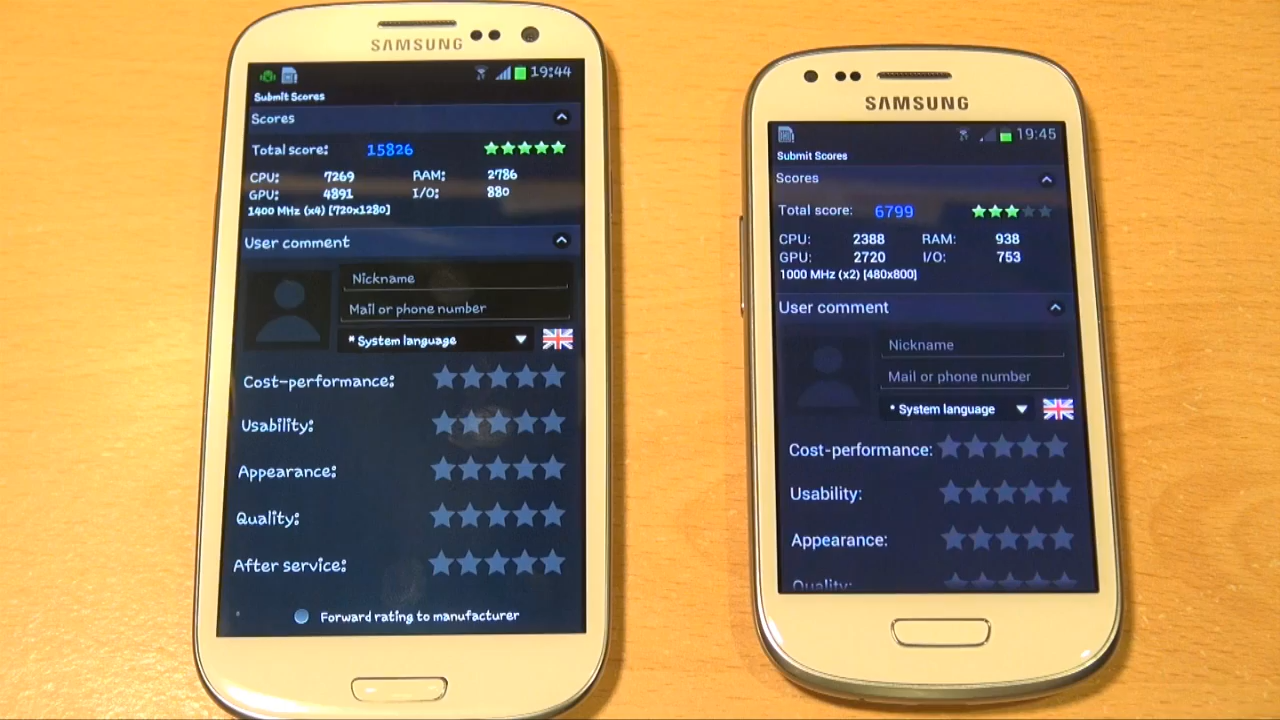 SAMSUNG
19:44
Submit Scores
Scores
Total score: 15826
CPU: 7269 RAM: 2786
GPU: 4891 I/O: 880
1400 MHz (x4) [720x1280]
User comment
Nickname
Mail or phone number
* System language
Cost-performance:
Usability:
Appearance:
Quality:
After service:
Forward rating to manufacturer
SAMSUNG
19:45
Submit Scores
Scores
Total score: 6799
CPU: 2388 RAM: 938
GPU: 2720 I/O: 753
1000 MHz (x2) [480x800]
User comment
Nickname
Mail or phone number
* System language
Cost-performance:
Usability:
Appearance:
Quality: